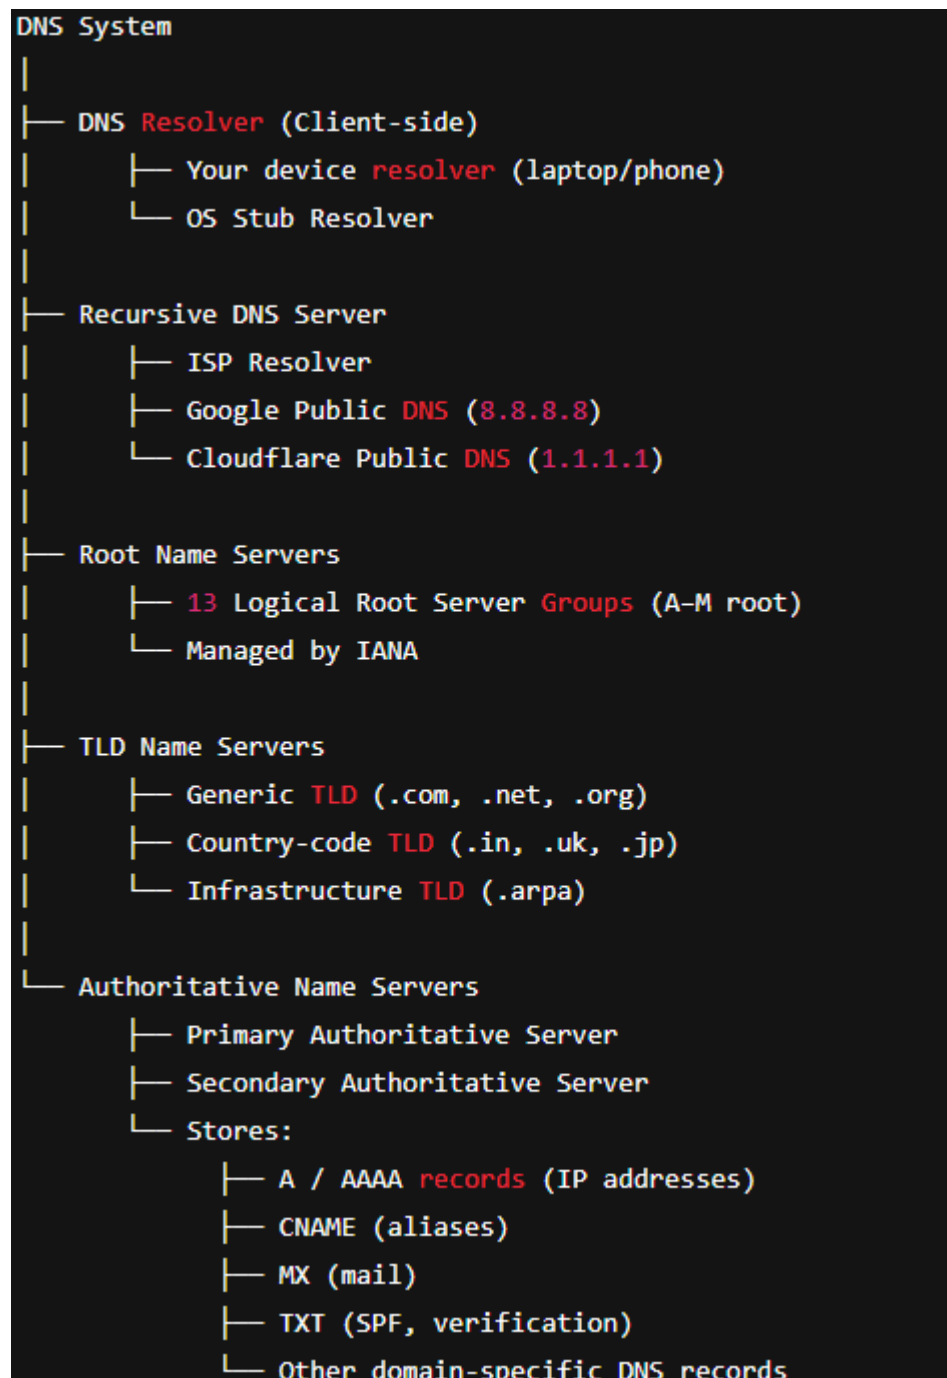 DNS System
│
├── DNS Resolver (Client-side)
│      ├── Your device resolver (laptop/phone)
│      └── OS Stub Resolver
│
├── Recursive DNS Server
│      ├── ISP Resolver
│      ├── Google Public DNS (8.8.8.8)
│      └── Cloudflare Public DNS (1.1.1.1)
│
├── Root Name Servers
│      ├── 13 Logical Root Server Groups (A–M root)
│      └── Managed by IANA
│
├── TLD Name Servers
│      ├── Generic TLD (.com, .net, .org)
│      ├── Country-code TLD (.in, .uk, .jp)
│      └── Infrastructure TLD (.arpa)
│
└── Authoritative Name Servers
       ├── Primary Authoritative Server
       ├── Secondary Authoritative Server
       └── Stores:
             ├── A / AAAA records (IP addresses)
             ├── CNAME (aliases)
             ├── MX (mail)
             ├── TXT (SPF, verification)
             └── Other domain-specific DNS records